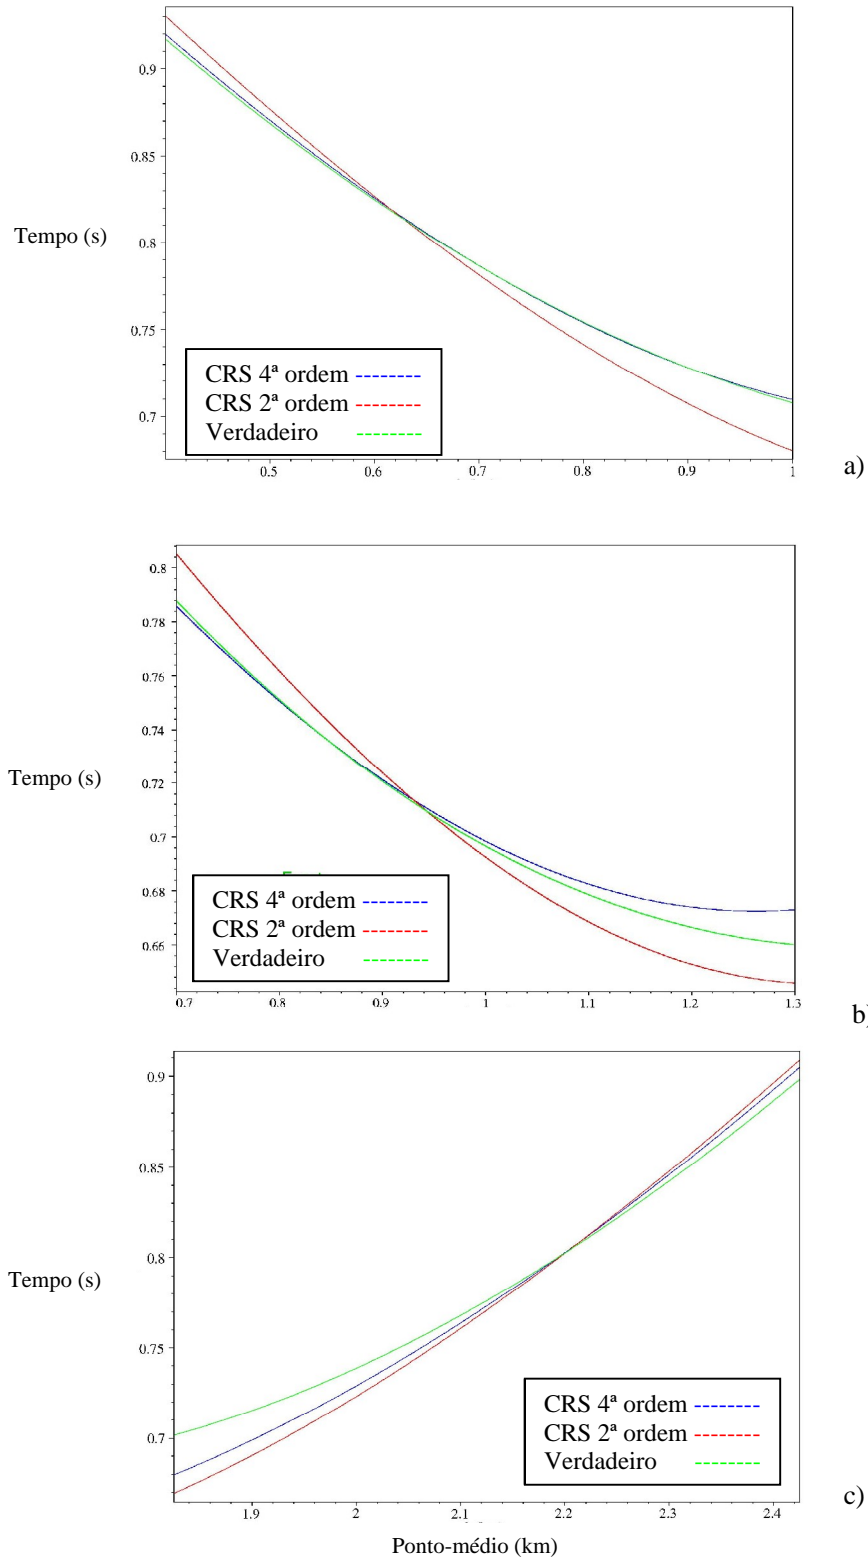 0.9
0.85
Tempo (s)
0.8
0.75
CRS 4ª ordem
CRS 2ª ordem
0.7
Verdadeiro
0.5 0.6 0.7 0.8 0.9 1
a)
0.8
0.78
0.76
0.74
Tempo (s)
0.72
0.7
0.68
CRS 4ª ordem
CRS 2ª ordem
0.66
Verdadeiro
0.7 0.8 0.9 1 1.1 1.2 1.3
b)
0.9
0.85
0.8
Tempo (s)
0.75
CRS 4ª ordem
CRS 2ª ordem
0.7
Verdadeiro
1.9 2 2.1 2.2 2.3 2.4
c)
Ponto-médio (km)